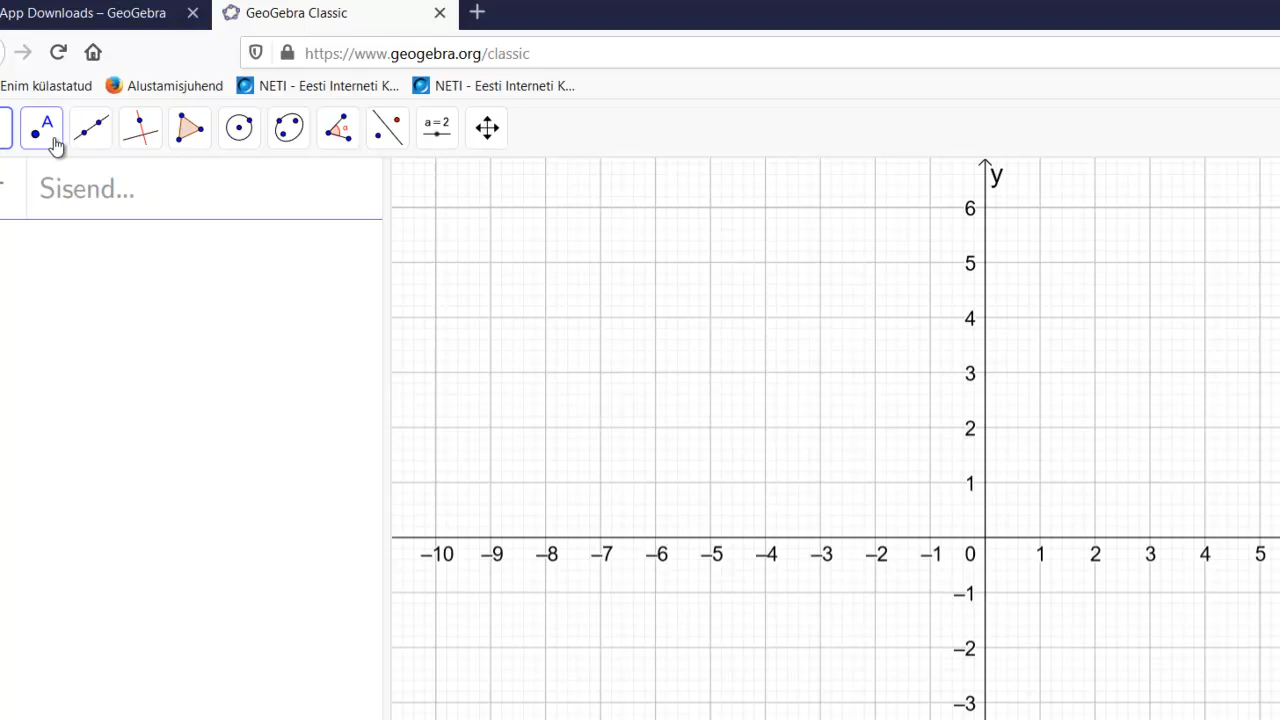 App Downloads – GeoGebra
GeoGebra Classic
https://www.geogebra.org/classic
Enim külastatud Alustamisjuhend NETI - Eesti Interneti K... NETI - Eesti Interneti K...
A
α
a=2
Sisend...
y
6
5
4
3
2
1
–10 –9 –8 –7 –6 –5 –4 –3 –2 –1 0 1 2 3 4 5
–1
–2
–3